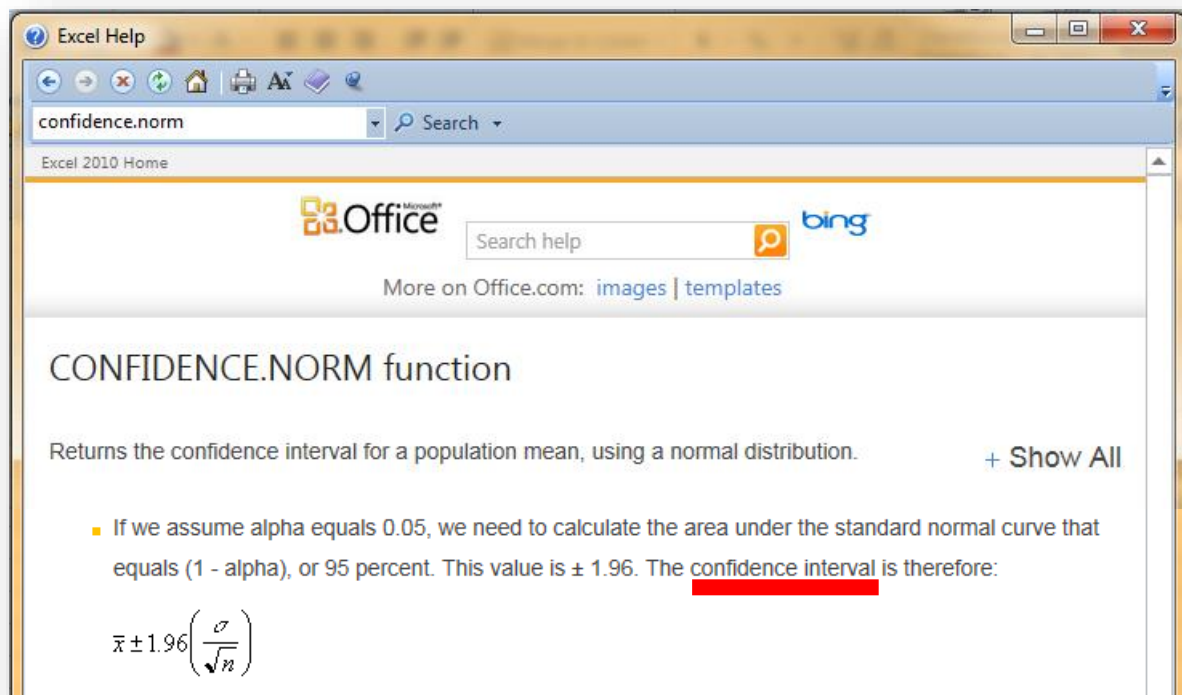 Excel Help
confidence.norm
Search
Excel 2010 Home
Microsoft®
Office
Search help
bing
More on Office.com: images | templates
CONFIDENCE.NORM function
Returns the confidence interval for a population mean, using a normal distribution.
+ Show All
If we assume alpha equals 0.05, we need to calculate the area under the standard normal curve that
equals (1 - alpha), or 95 percent. This value is ± 1.96. The confidence interval is therefore:
x̄ ± 1.96(σ/√n)